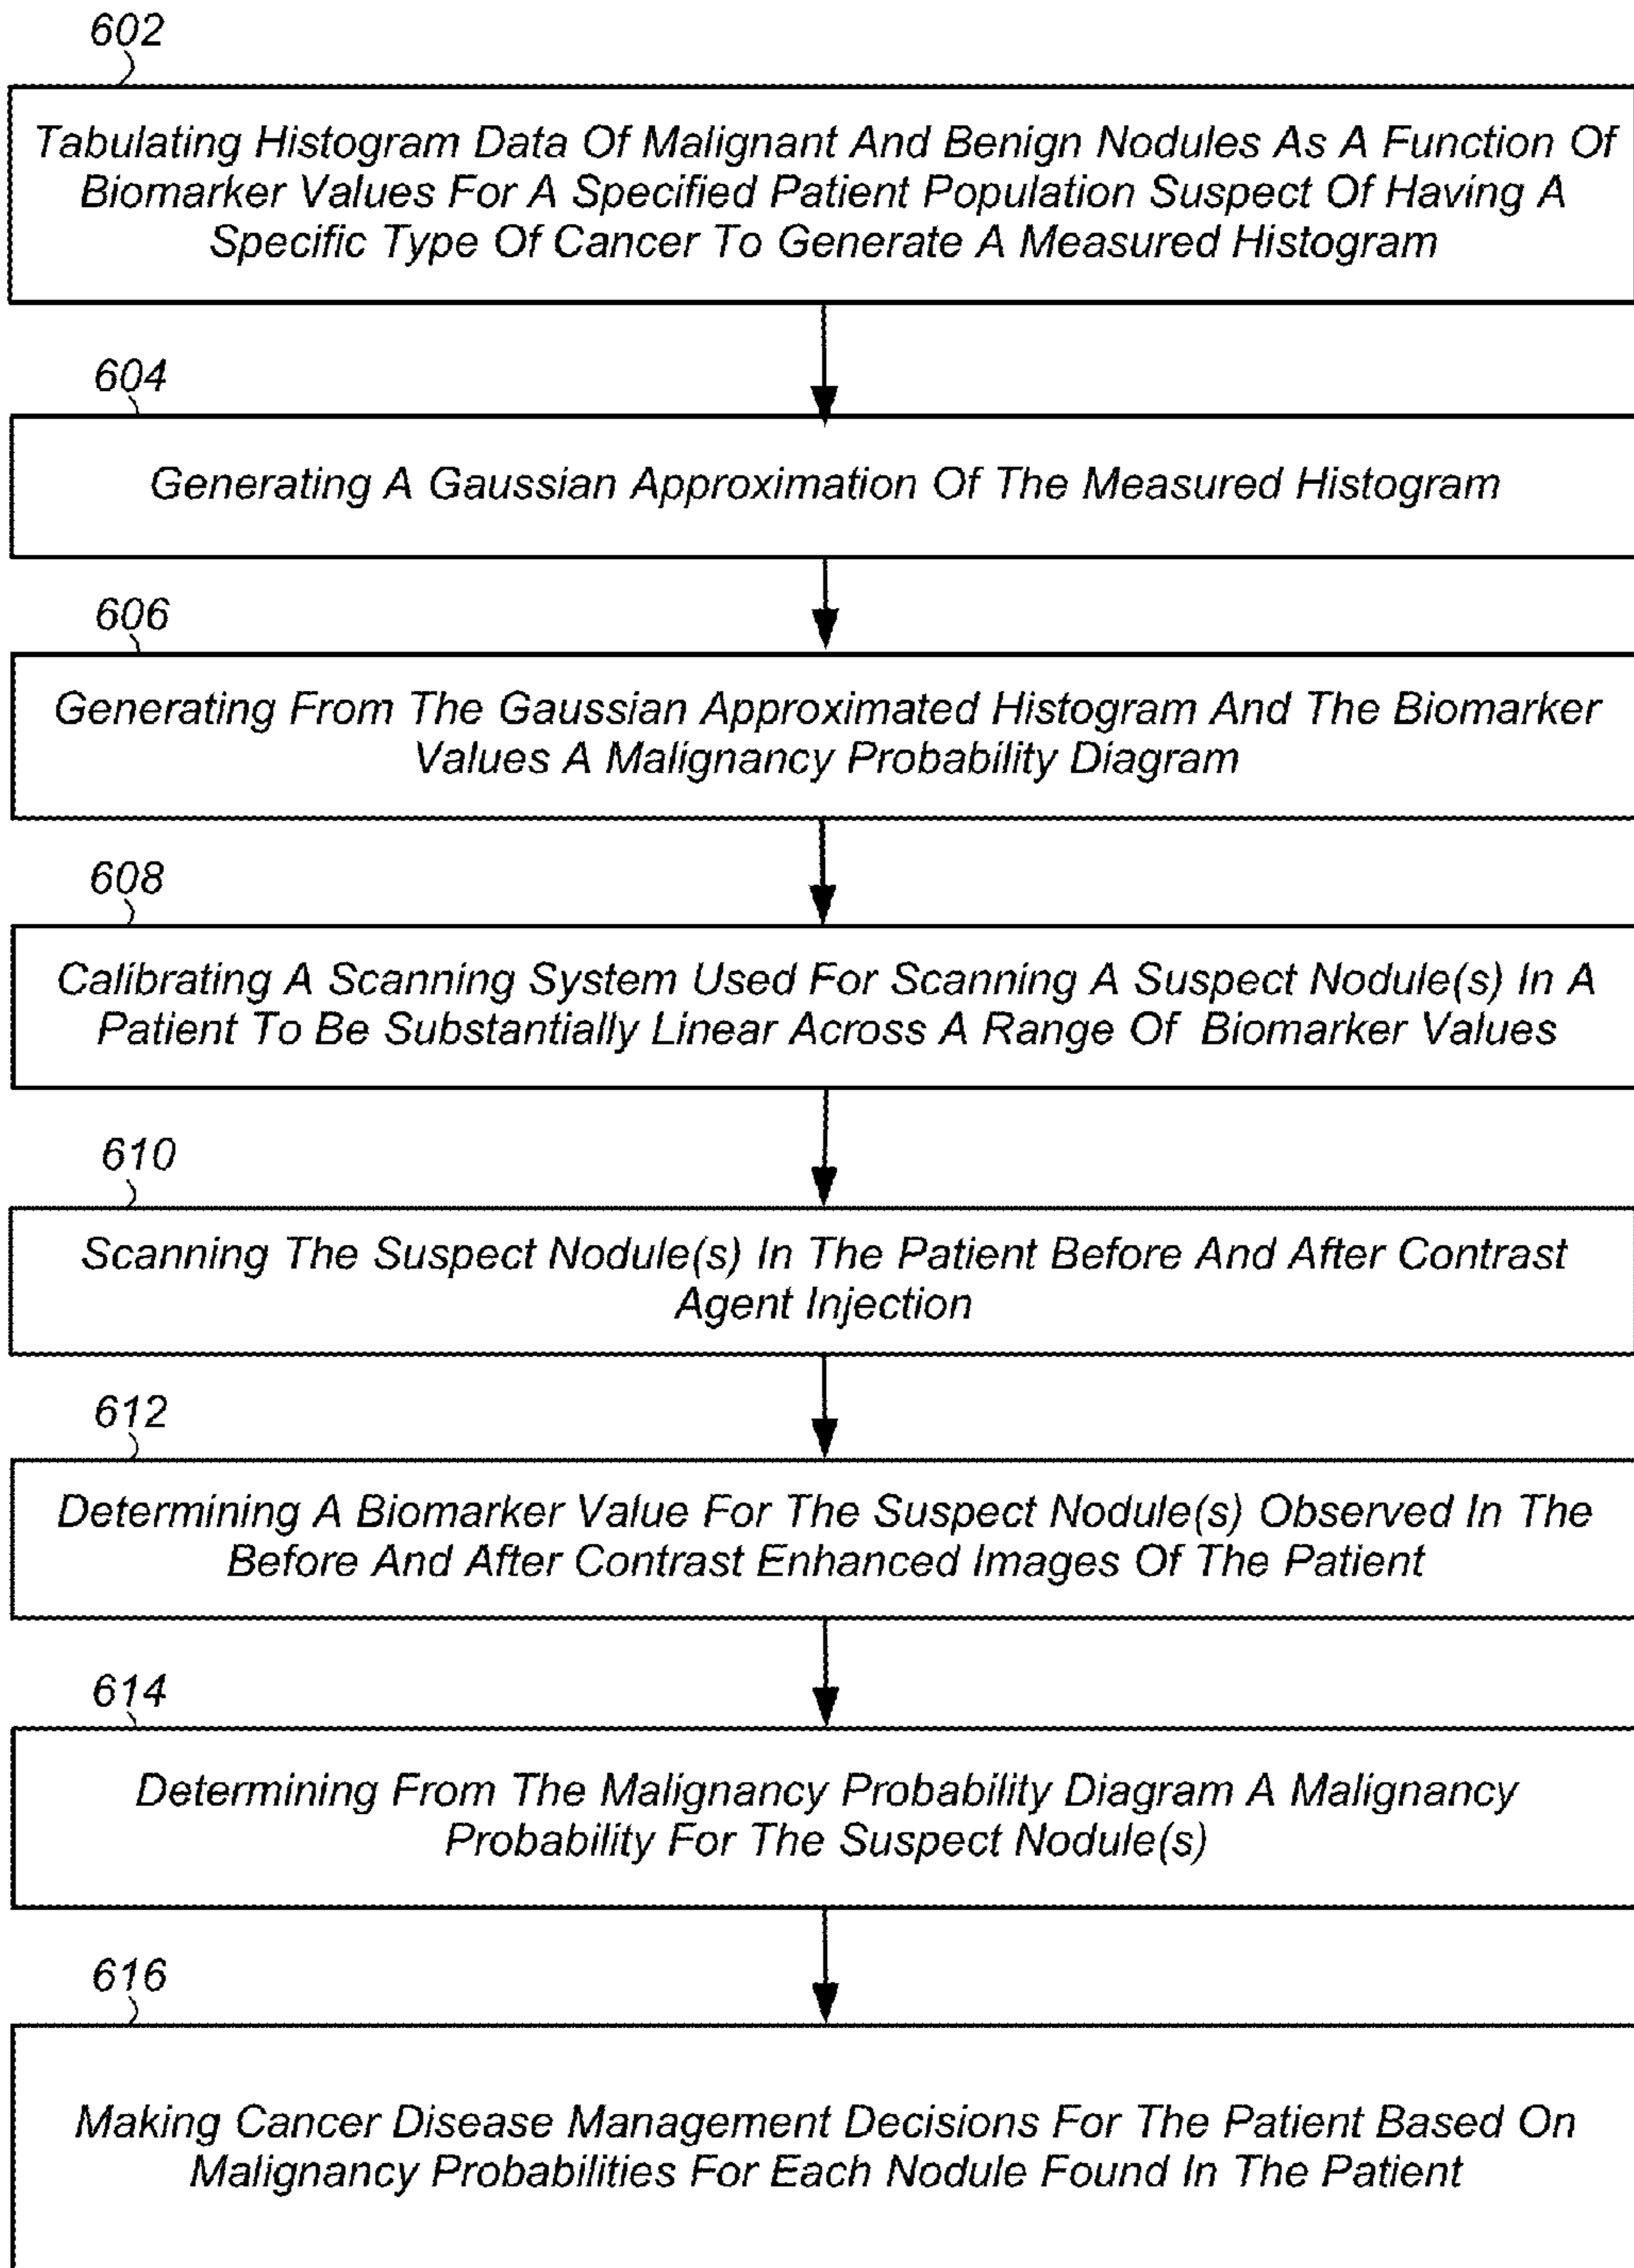 602
Tabulating Histogram Data Of Malignant And Benign Nodules As A Function Of
Biomarker Values For A Specified Patient Population Suspect Of Having A
Specific Type Of Cancer To Generate A Measured Histogram
604
Generating A Gaussian Approximation Of The Measured Histogram
606
Generating From The Gaussian Approximated Histogram And The Biomarker
Values A Malignancy Probability Diagram
608
Calibrating A Scanning System Used For Scanning A Suspect Nodule(s) In A
Patient To Be Substantially Linear Across A Range Of Biomarker Values
610
Scanning The Suspect Nodule(s) In The Patient Before And After Contrast
Agent Injection
612
Determining A Biomarker Value For The Suspect Nodule(s) Observed In The
Before And After Contrast Enhanced Images Of The Patient
614
Determining From The Malignancy Probability Diagram A Malignancy
Probability For The Suspect Nodule(s)
616
Making Cancer Disease Management Decisions For The Patient Based On
Malignancy Probabilities For Each Nodule Found In The Patient